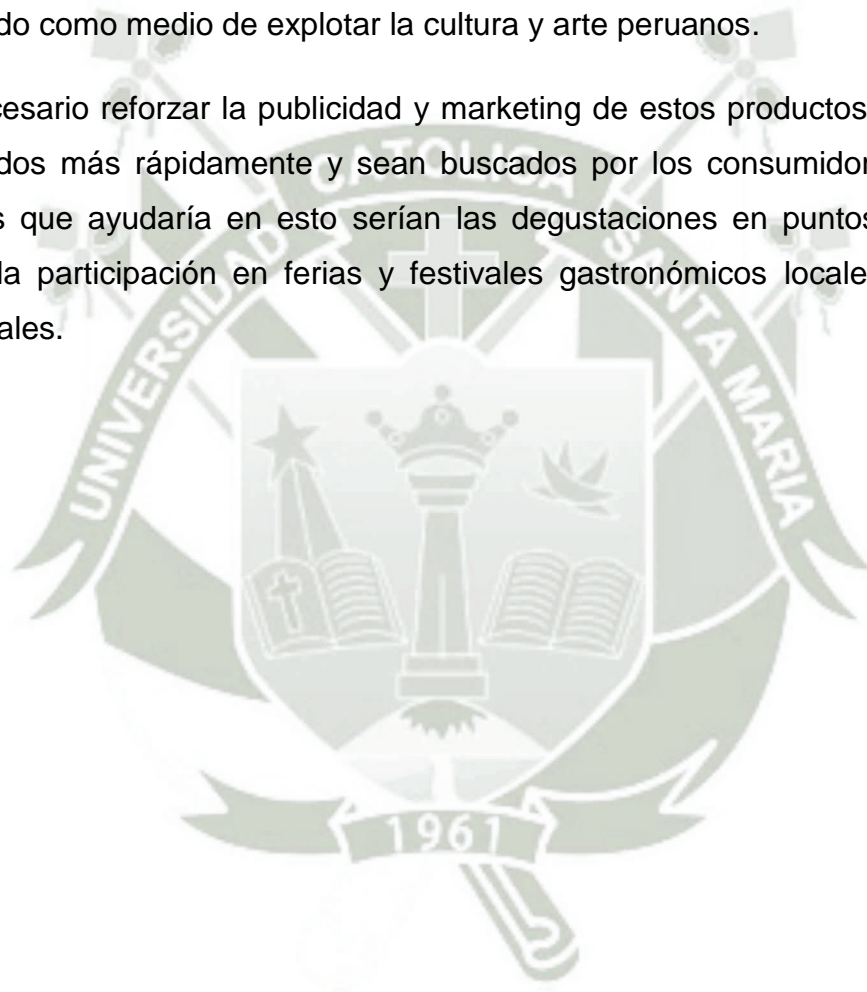 do como medio de explotar la cultura y arte peruanos.
cesario reforzar la publicidad y marketing de estos productos
dos más rápidamente y sean buscados por los consumidor
s que ayudaría en esto serían las degustaciones en puntos
la participación en ferias y festivales gastronómicos locale
ales.
UNIVERSIDAD CATOLICA SANTA MARIA
1961